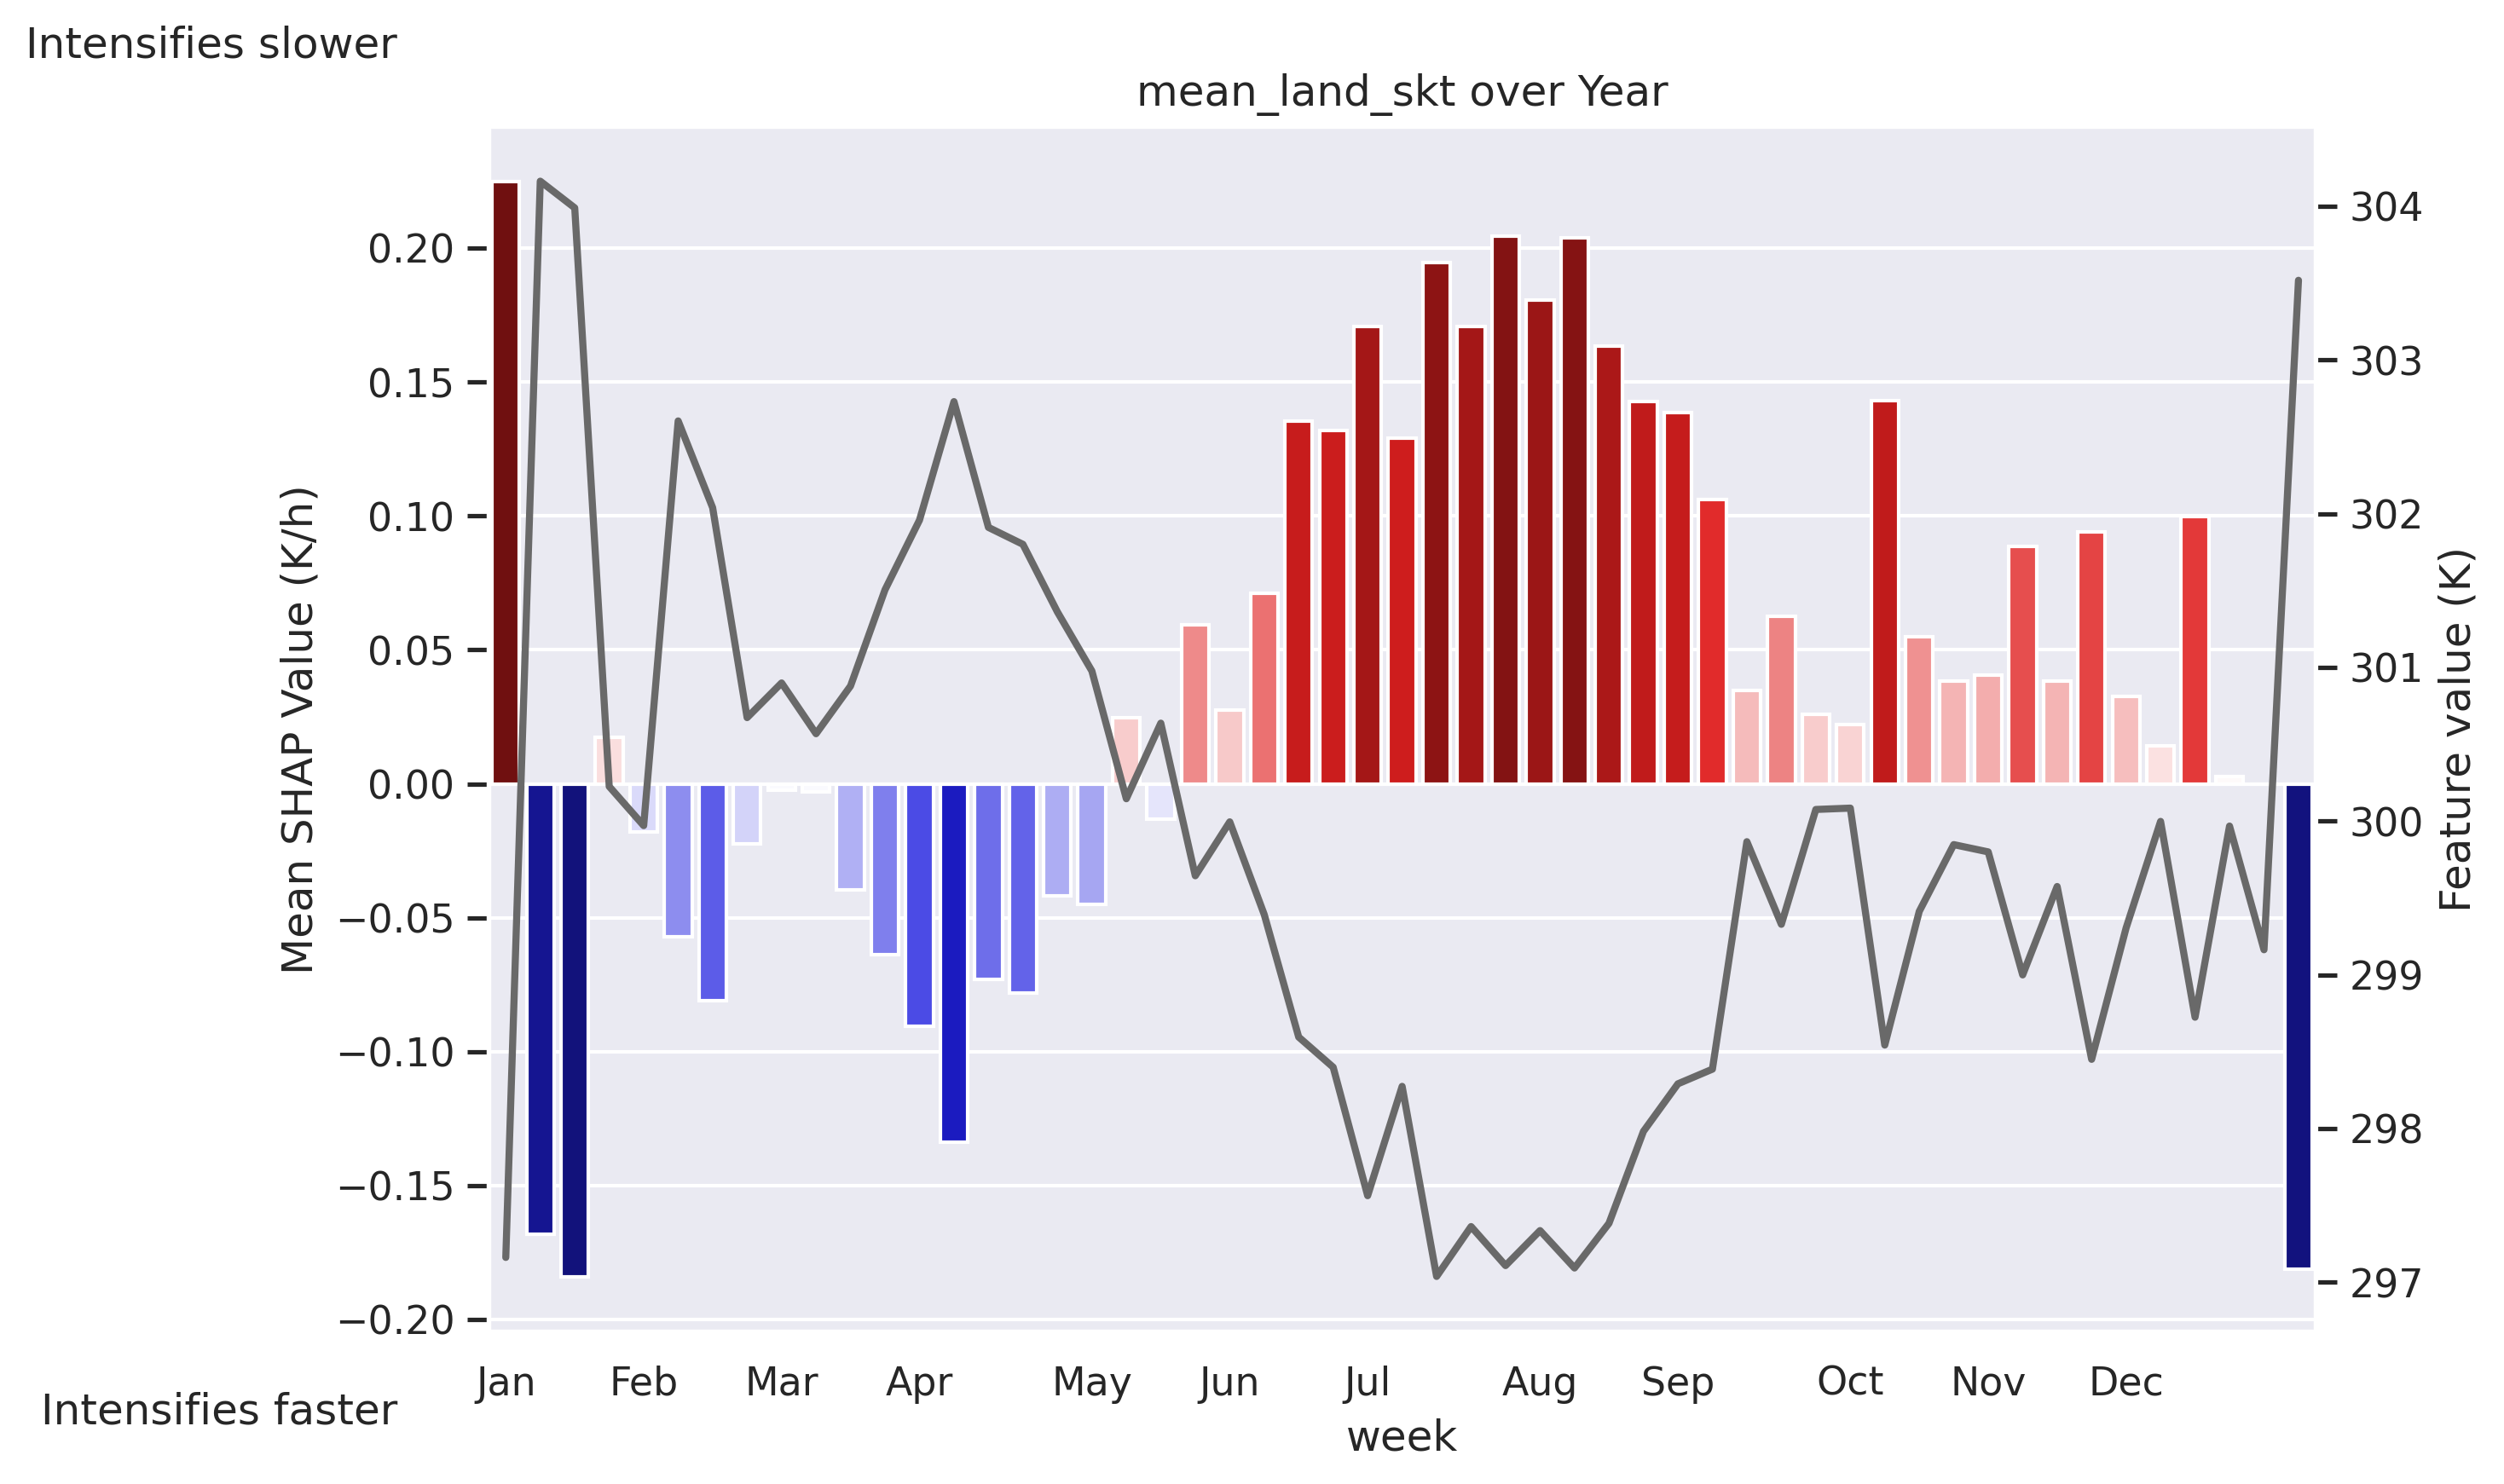 Intensifies slower
mean_land_skt over Year
Mean SHAP Value (K/h)
0.20
0.15
0.10
0.05
0.00
−0.05
−0.10
−0.15
−0.20
304
303
302
301
300
299
298
297
Feature value (K)
Jan Feb Mar Apr May Jun Jul Aug Sep Oct Nov Dec
week
Intensifies faster